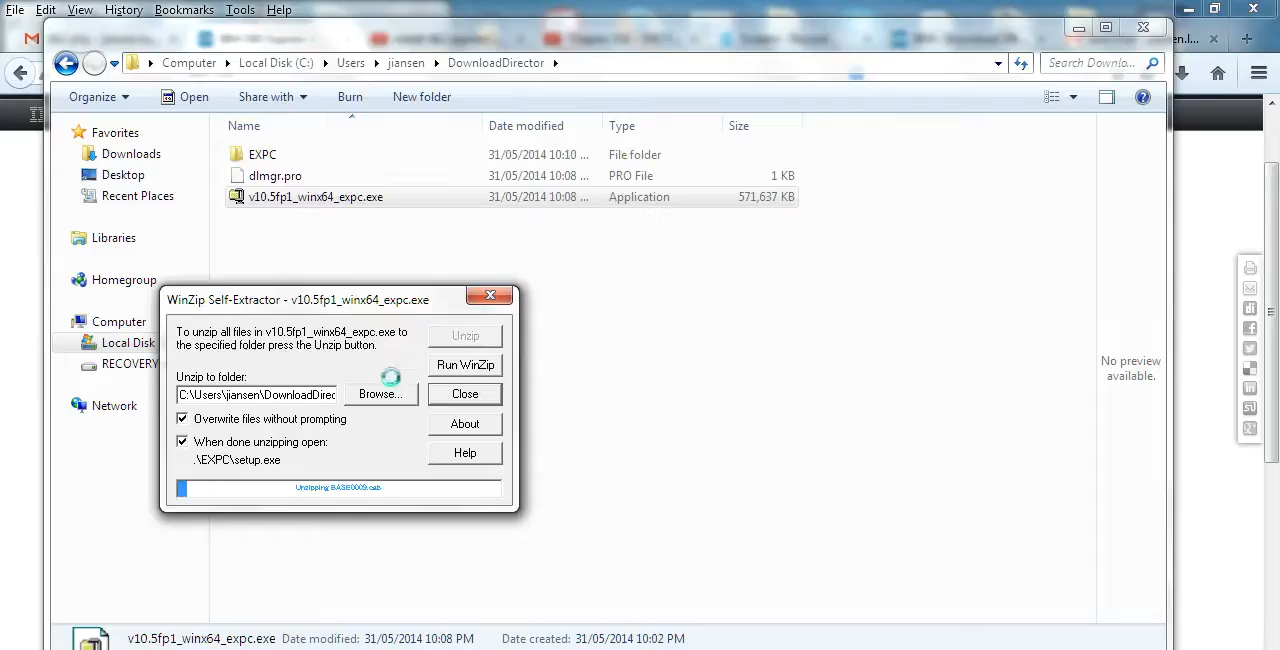 File Edit View History Bookmarks Tools Help
Computer Local Disk (C:) Users jiansen DownloadDirector
Search Downlo...
Organize Open Share with Burn New folder
Name Date modified Type Size
Favorites
Downloads
Desktop
Recent Places
Libraries
Homegroup
Computer
Local Disk
RECOVERY
Network
EXPC 31/05/2014 10:10 ... File folder
dlmgr.pro 31/05/2014 10:08 ... PRO File 1 KB
v10.5fp1_winx64_expc.exe 31/05/2014 10:08 ... Application 571,637 KB
WinZip Self-Extractor - v10.5fp1_winx64_expc.exe
To unzip all files in v10.5fp1_winx64_expc.exe to
the specified folder press the Unzip button.
Unzip to folder:
C:\Users\jiansen\DownloadDirec
Browse...
Overwrite files without prompting
When done unzipping open:
.\EXPC\setup.exe
Unzip
Run WinZip
Close
About
Help
Unzipping BASE0009.cab
No preview
available.
v10.5fp1_winx64_expc.exe Date modified: 31/05/2014 10:08 PM Date created: 31/05/2014 10:02 PM